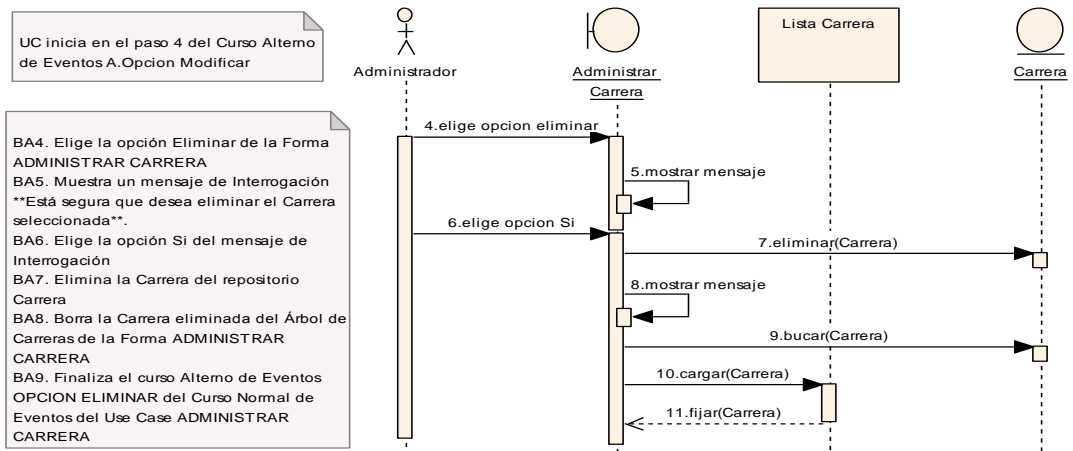 UC inicia en el paso 4 del Curso Alterno
de Eventos A.Opcion Modificar
Administrador
Administrar
Carrera
Lista Carrera
Carrera
BA4. Elige la opción Eliminar de la Forma
ADMINISTRAR CARRERA
BA5. Muestra un mensaje de Interrogación
**Está segura que desea eliminar el Carrera
seleccionada**.
BA6. Elige la opción Si del mensaje de
Interrogación
BA7. Elimina la Carrera del repositorio
Carrera
BA8. Borra la Carrera eliminada del Árbol de
Carreras de la Forma ADMINISTRAR
CARRERA
BA9. Finaliza el curso Alterno de Eventos
OPCION ELIMINAR del Curso Normal de
Eventos del Use Case ADMINISTRAR
CARRERA
4.elige opcion eliminar
5.mostrar mensaje
6.elige opcion Si
7.eliminar(Carrera)
8.mostrar mensaje
9.bucar(Carrera)
10.cargar(Carrera)
11.fijar(Carrera)